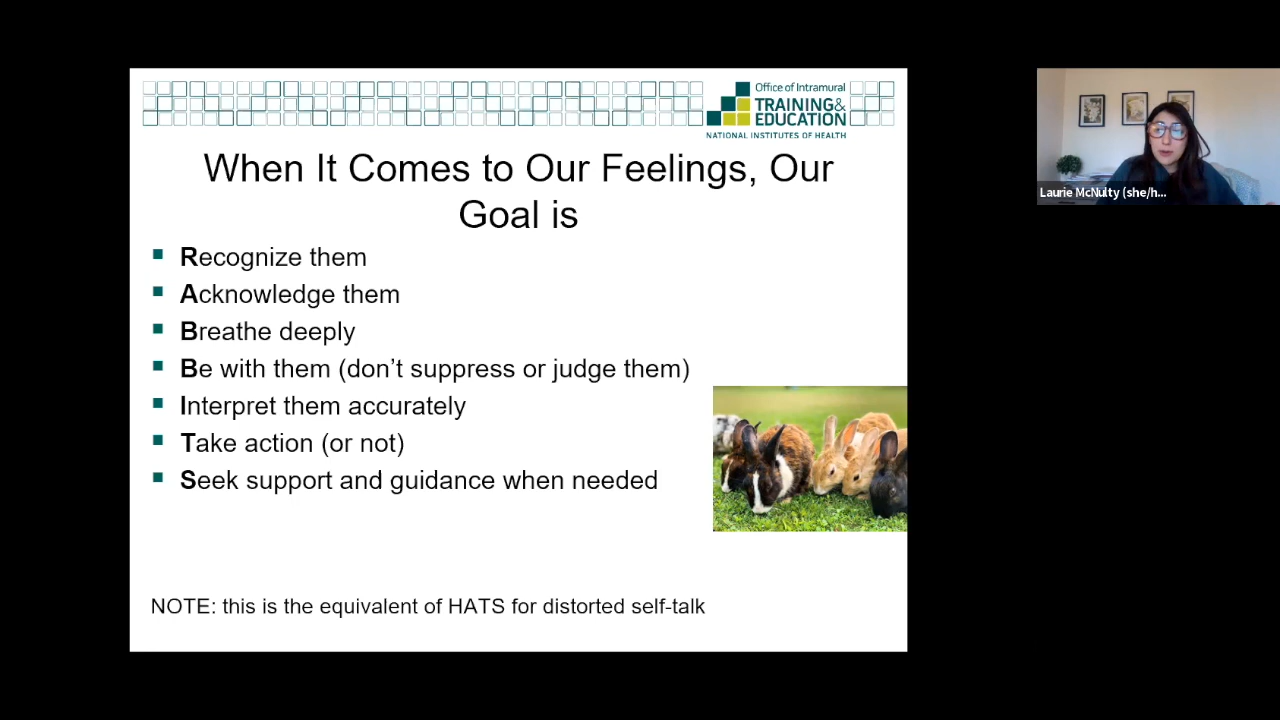 Office of Intramural
TRAINING&
EDUCATION
NATIONAL INSTITUTES OF HEALTH
When It Comes to Our Feelings, Our
Goal is
Recognize them
Acknowledge them
Breathe deeply
Be with them (don’t suppress or judge them)
Interpret them accurately
Take action (or not)
Seek support and guidance when needed
NOTE: this is the equivalent of HATS for distorted self-talk
Laurie McNulty (she/h...